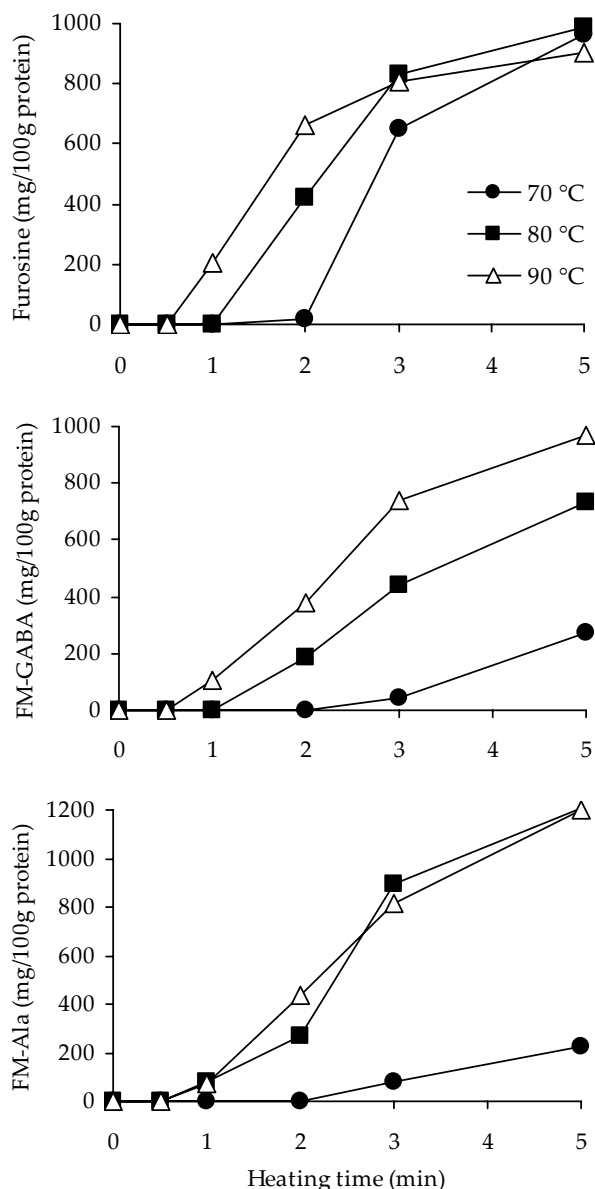 Furosine (mg/100g protein)
1000
800
600
400
200
0
70 °C
80 °C
90 °C
0 1 2 3 4 5
FM-GABA (mg/100g protein)
1000
800
600
400
200
0
0 1 2 3 4 5
FM-Ala (mg/100g protein)
1200
1000
800
600
400
200
0
0 1 2 3 4 5
Heating time (min)